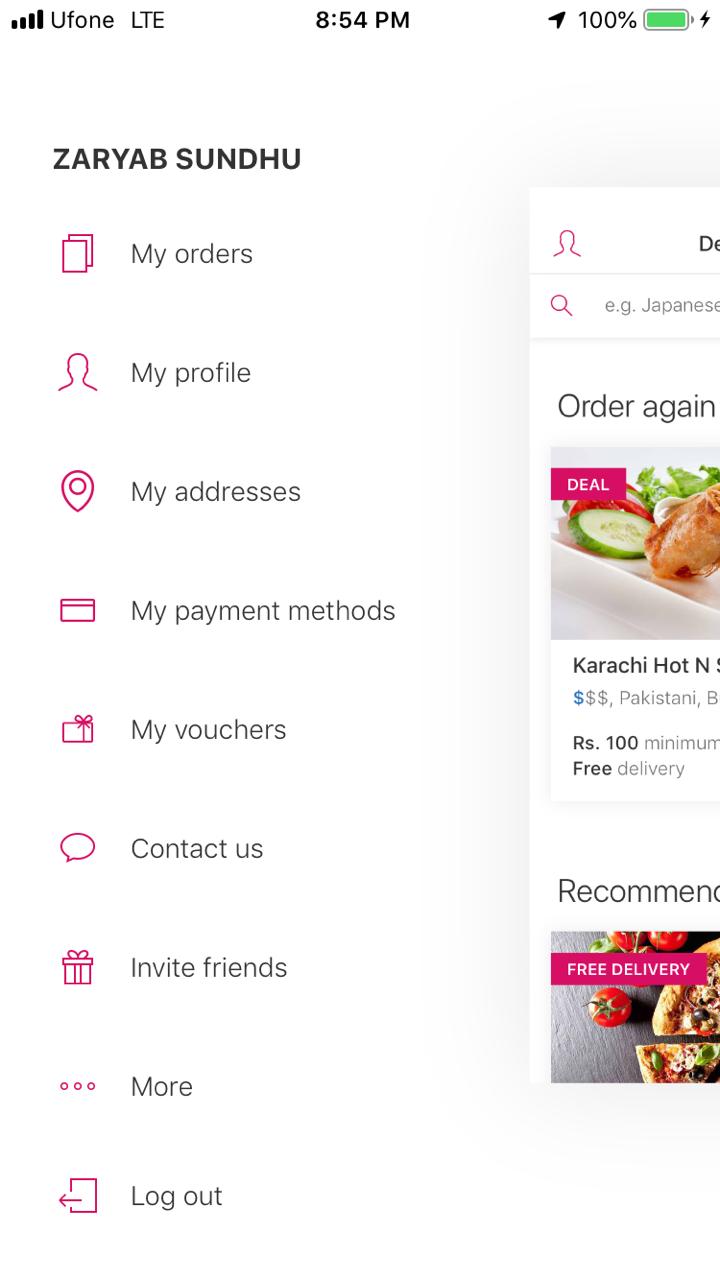 Ufone LTE 8:54 PM 100%
ZARYAB SUNDHU
My orders
My profile
My addresses
My payment methods
My vouchers
Contact us
Invite friends
More
Log out
De
e.g. Japanese
Order again
DEAL
Karachi Hot N S
$$$, Pakistani, B
Rs. 100 minimum
Free delivery
Recommend
FREE DELIVERY